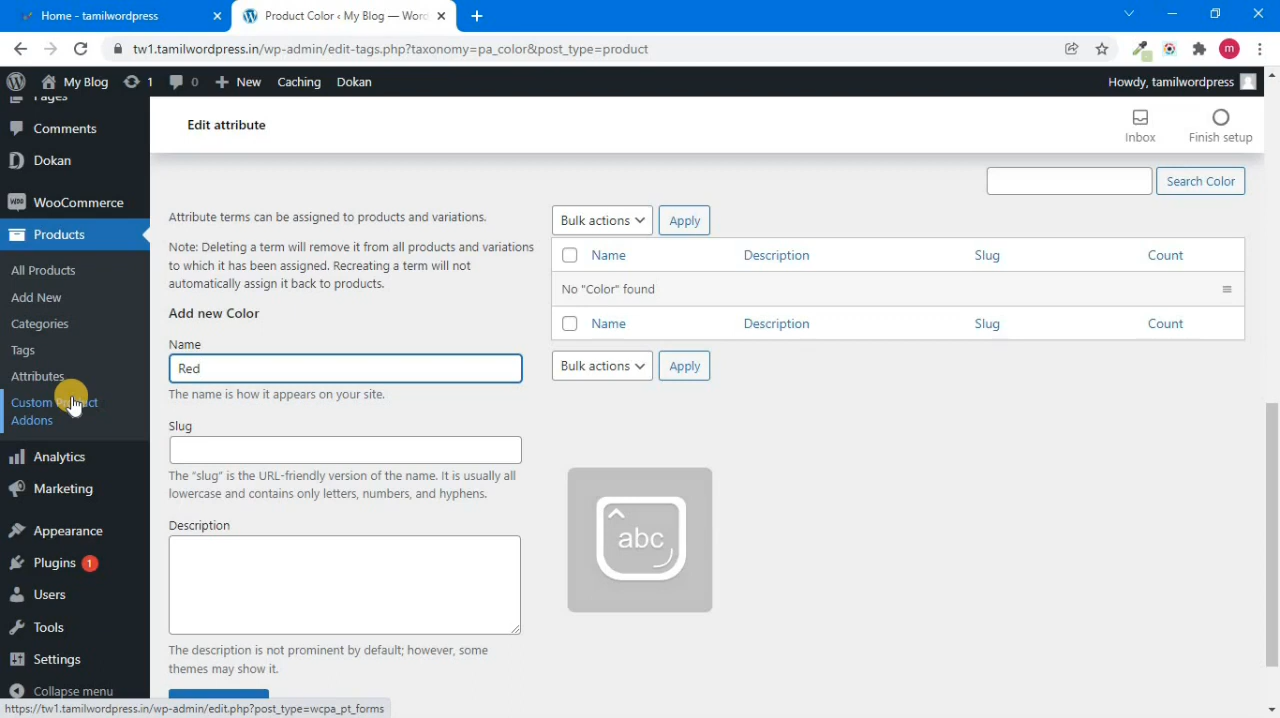 Home - tamilwordpress
Product Color ‹ My Blog — Word
tw1.tamilwordpress.in/wp-admin/edit-tags.php?taxonomy=pa_color&post_type=product
m
My Blog
1
0
New
Caching
Dokan
Howdy, tamilwordpress
Pages
Comments
Dokan
WooCommerce
Products
All Products
Add New
Categories
Tags
Attributes
Custom Product
Addons
Analytics
Marketing
Appearance
Plugins 1
Users
Tools
Settings
Collapse menu
Edit attribute
Inbox
Finish setup
Search Color
Attribute terms can be assigned to products and variations.
Note: Deleting a term will remove it from all products and variations
to which it has been assigned. Recreating a term will not
automatically assign it back to products.
Add new Color
Name
Red
The name is how it appears on your site.
Slug
The “slug” is the URL-friendly version of the name. It is usually all
lowercase and contains only letters, numbers, and hyphens.
Description
The description is not prominent by default; however, some
themes may show it.
Bulk actions
Apply
Name Description Slug Count
No "Color" found
Name Description Slug Count
Bulk actions
Apply
abc
https://tw1.tamilwordpress.in/wp-admin/edit.php?post_type=wcpa_pt_forms